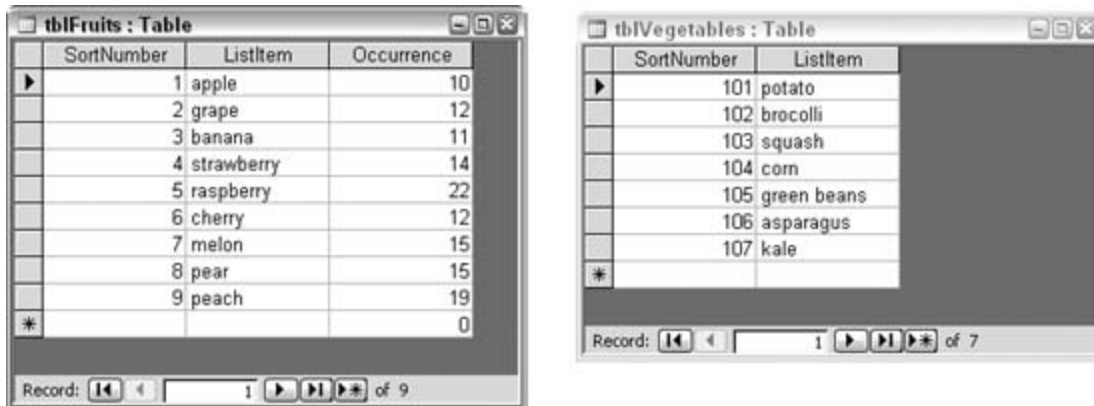 tblFruits : Table
SortNumber ListItem Occurrence
1 apple 10
2 grape 12
3 banana 11
4 strawberry 14
5 raspberry 22
6 cherry 12
7 melon 15
8 pear 15
9 peach 19
0
Record: 1 of 9
tblVegetables : Table
SortNumber ListItem
101 potato
102 brocolli
103 squash
104 corn
105 green beans
106 asparagus
107 kale
Record: 1 of 7